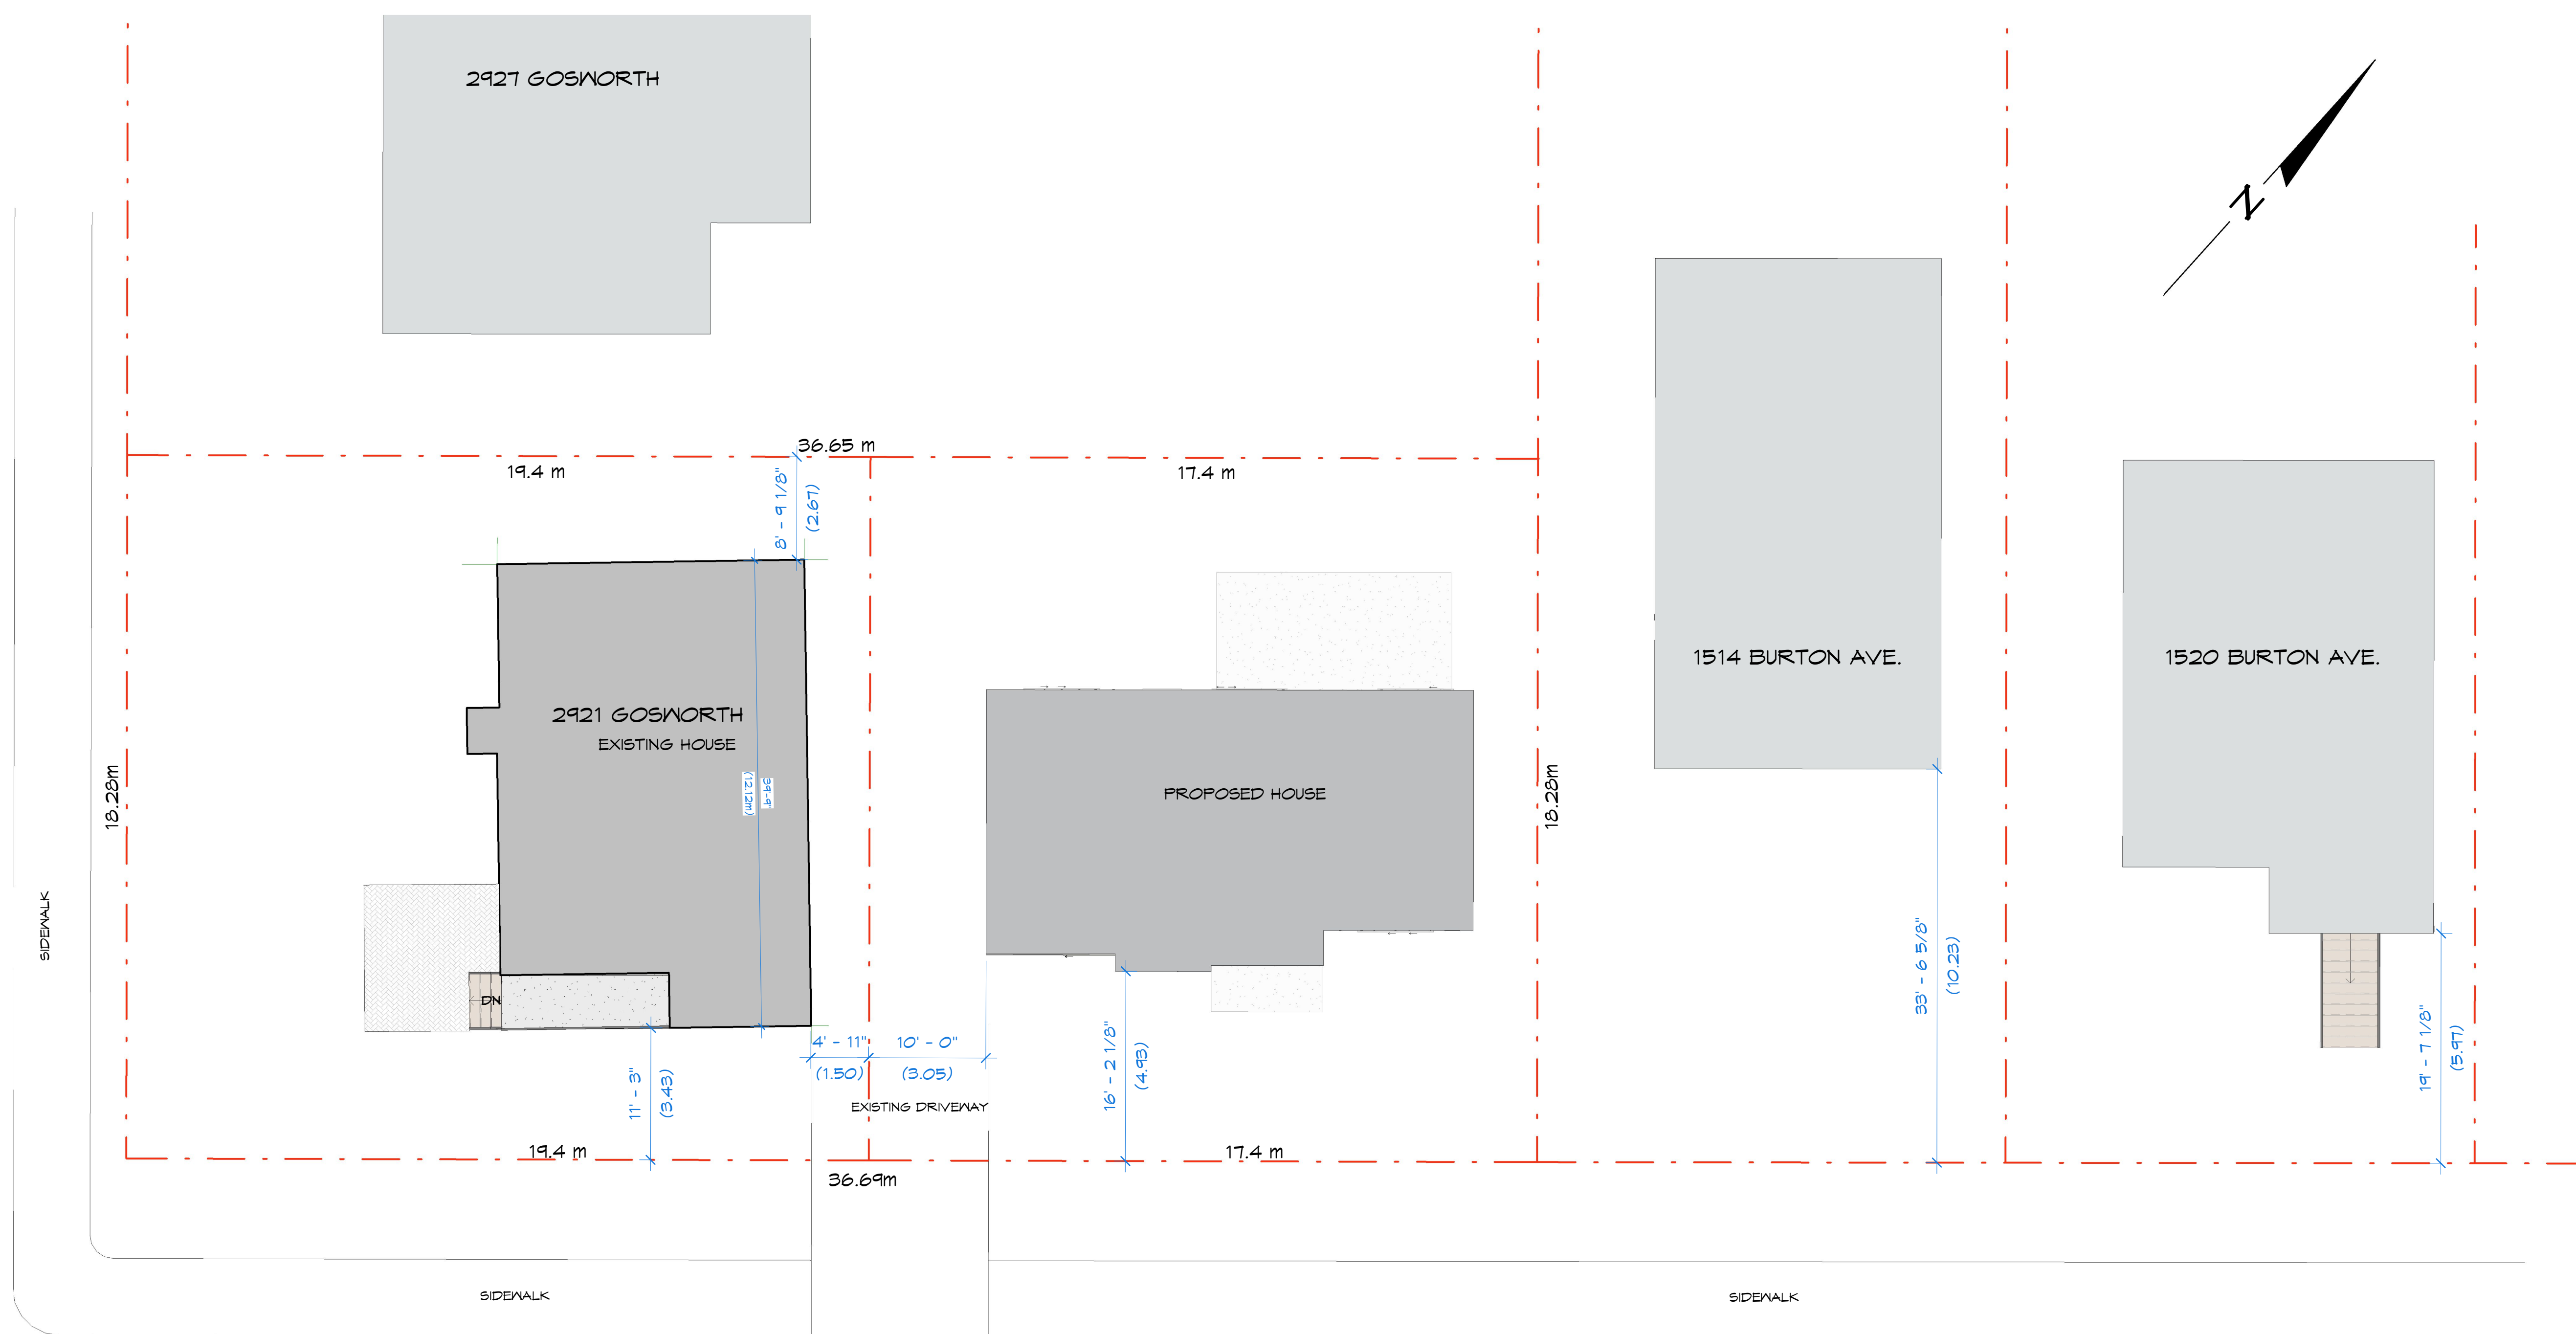 2927 GOSWORTH
N
36.65 m
19.4 m
17.4 m
8' - 9 1/8"
(2.67)
2921 GOSWORTH
EXISTING HOUSE
39'-9"
(12.12m)
PROPOSED HOUSE
1514 BURTON AVE.
1520 BURTON AVE.
18.28m
18.28m
SIDEWALK
DN
4' - 11"
(1.50)
10' - 0"
(3.05)
EXISTING DRIVEWAY
11' - 3"
(3.43)
16' - 2 1/8"
(4.93)
33' - 6 5/8"
(10.23)
19' - 7 1/8"
(5.97)
19.4 m
17.4 m
36.69m
SIDEWALK
SIDEWALK